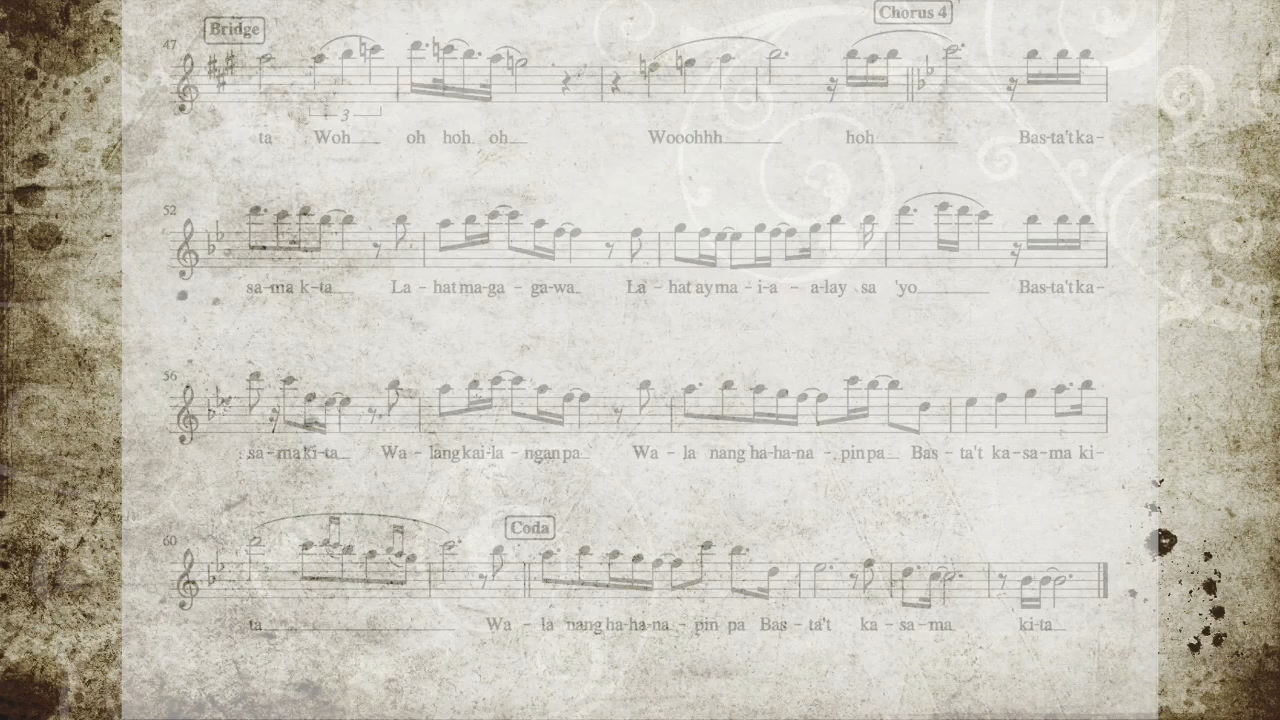 Bridge
Chorus 4
47
3
ta Woh oh hoh oh Wooohhh hoh Bas-ta't ka-
52
sa-ma k-ta La - hat ma-ga - ga-wa La - hat ay ma - i-a - a-lay sa 'yo Bas-ta't ka-
56
sa-ma ki-ta Wa - lang kai-la - ngan pa Wa - la nang ha-ha-na - pin pa Bas - ta't ka-sa-ma ki-
Coda
60
ta Wa - la nang ha-ha-na - pin pa Bas - ta't ka - sa-ma ki-ta